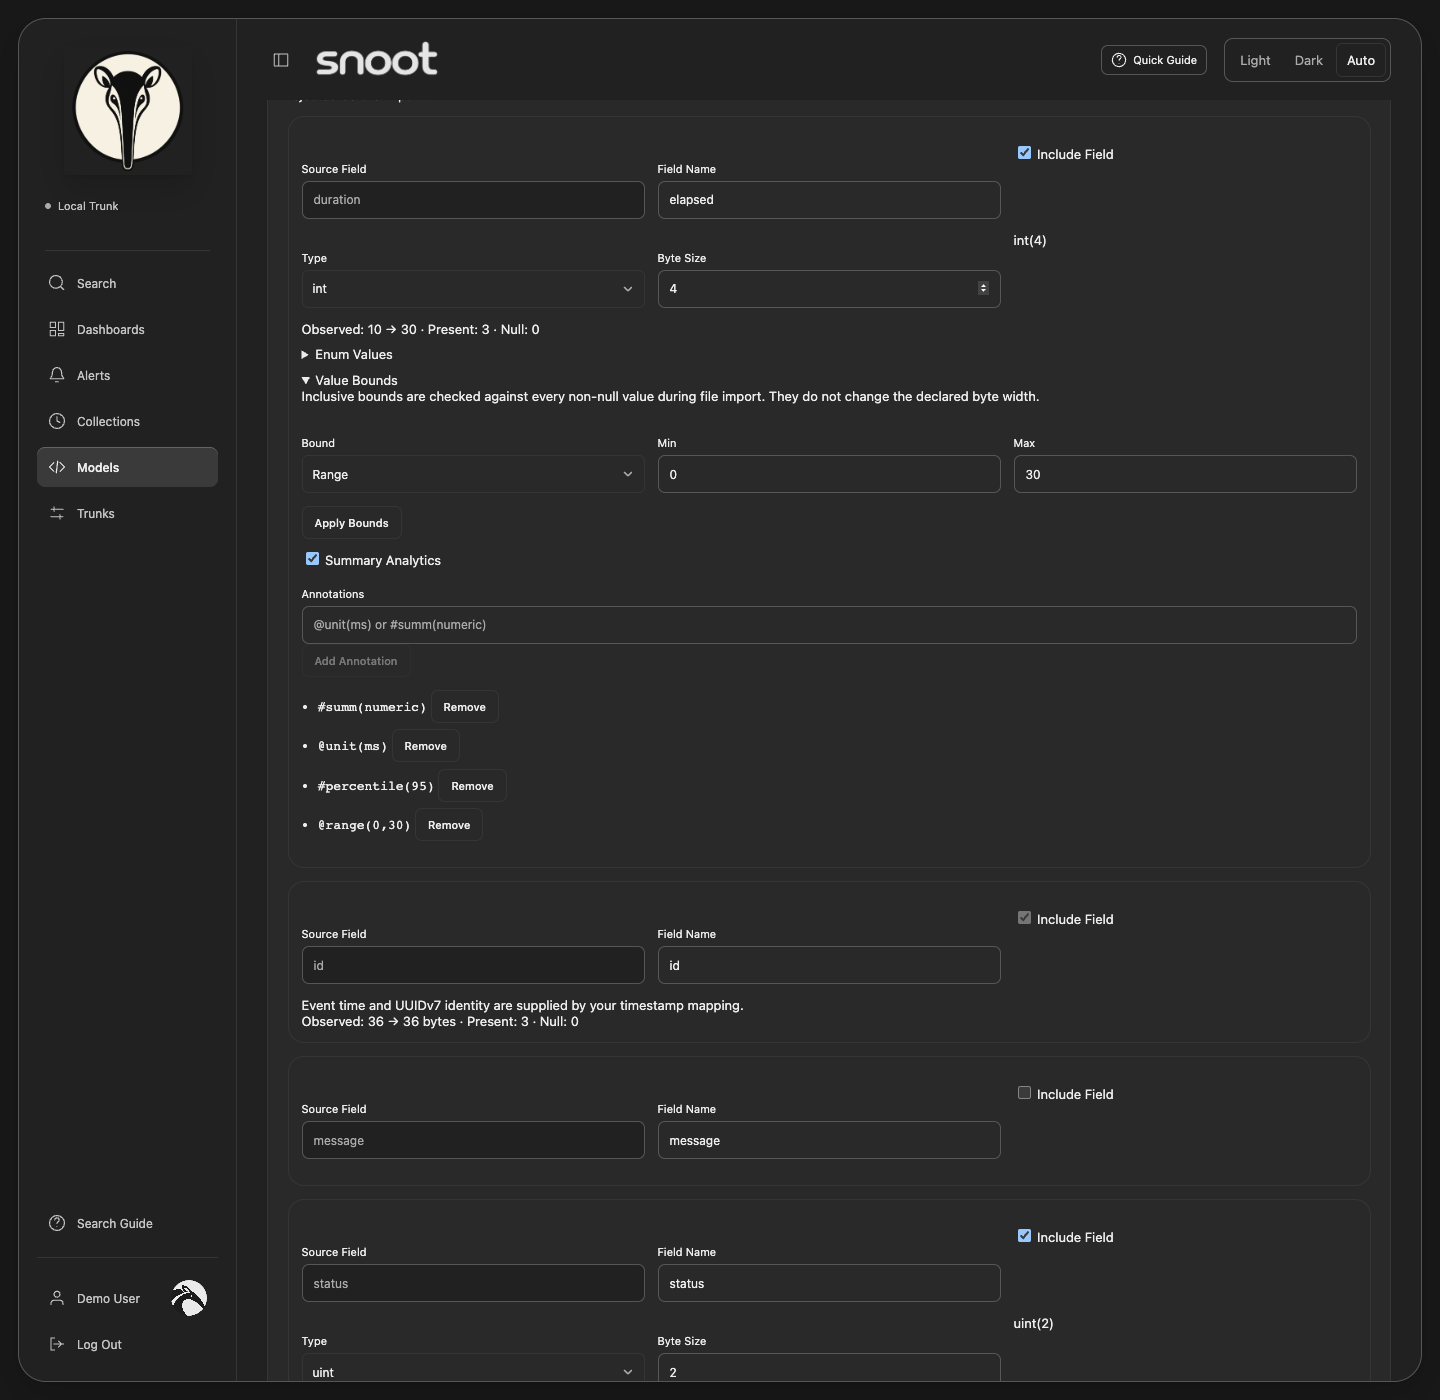 snoot
Quick Guide
Light
Dark
Auto
Local Trunk
Search
Dashboards
Alerts
Collections
Models
Trunks
Search Guide
Demo User
Log Out
Include Field
Source Field
Field Name
duration
elapsed
int(4)
Type
Byte Size
int
4
Observed: 10 → 30 · Present: 3 · Null: 0
Enum Values
Value Bounds
Inclusive bounds are checked against every non-null value during file import. They do not change the declared byte width.
Bound
Min
Max
Range
0
30
Apply Bounds
Summary Analytics
Annotations
@unit(ms) or #summ(numeric)
Add Annotation
#summ(numeric) Remove
@unit(ms) Remove
#percentile(95) Remove
@range(0,30) Remove
Include Field
Source Field
Field Name
id
id
Event time and UUIDv7 identity are supplied by your timestamp mapping.
Observed: 36 → 36 bytes · Present: 3 · Null: 0
Include Field
Source Field
Field Name
message
message
Include Field
Source Field
Field Name
status
status
uint(2)
Type
Byte Size
uint
2